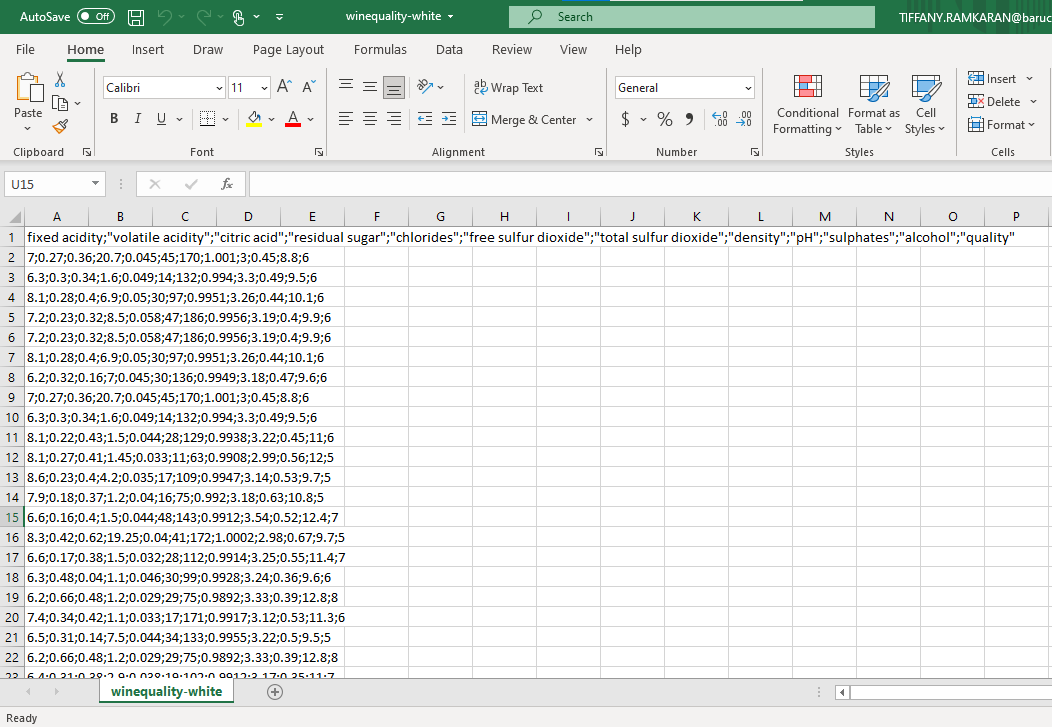 AutoSave Off winequality-white Search TIFFANY.RAMKARAN@baruc
File Home Insert Draw Page Layout Formulas Data Review View Help
Calibri 11 A A Wrap Text General Insert
Paste Conditional Format as Cell Delete
B I U A Merge & Center $ % , .00 Formatting Table Styles Format
Clipboard Font Alignment Number Styles Cells
U15 fx
A B C D E F G H I J K L M N O P
1 fixed acidity;"volatile acidity";"citric acid";"residual sugar";"chlorides";"free sulfur dioxide";"total sulfur dioxide";"density";"pH";"sulphates";"alcohol";"quality"
2 7;0.27;0.36;20.7;0.045;45;170;1.001;3;0.45;8.8;6
3 6.3;0.3;0.34;1.6;0.049;14;132;0.994;3.3;0.49;9.5;6
4 8.1;0.28;0.4;6.9;0.05;30;97;0.9951;3.26;0.44;10.1;6
5 7.2;0.23;0.32;8.5;0.058;47;186;0.9956;3.19;0.4;9.9;6
6 7.2;0.23;0.32;8.5;0.058;47;186;0.9956;3.19;0.4;9.9;6
7 8.1;0.28;0.4;6.9;0.05;30;97;0.9951;3.26;0.44;10.1;6
8 6.2;0.32;0.16;7;0.045;30;136;0.9949;3.18;0.47;9.6;6
9 7;0.27;0.36;20.7;0.045;45;170;1.001;3;0.45;8.8;6
10 6.3;0.3;0.34;1.6;0.049;14;132;0.994;3.3;0.49;9.5;6
11 8.1;0.22;0.43;1.5;0.044;28;129;0.9938;3.22;0.45;11;6
12 8.1;0.27;0.41;1.45;0.033;11;63;0.9908;2.99;0.56;12;5
13 8.6;0.23;0.4;4.2;0.035;17;109;0.9947;3.14;0.53;9.7;5
14 7.9;0.18;0.37;1.2;0.04;16;75;0.992;3.18;0.63;10.8;5
15 6.6;0.16;0.4;1.5;0.044;48;143;0.9912;3.54;0.52;12.4;7
16 8.3;0.42;0.62;19.25;0.04;41;172;1.0002;2.98;0.67;9.7;5
17 6.6;0.17;0.38;1.5;0.032;28;112;0.9914;3.25;0.55;11.4;7
18 6.3;0.48;0.04;1.1;0.046;30;99;0.9928;3.24;0.36;9.6;6
19 6.2;0.66;0.48;1.2;0.029;29;75;0.9892;3.33;0.39;12.8;8
20 7.4;0.34;0.42;1.1;0.033;17;171;0.9917;3.12;0.53;11.3;6
21 6.5;0.31;0.14;7.5;0.044;34;133;0.9955;3.22;0.5;9.5;5
22 6.2;0.66;0.48;1.2;0.029;29;75;0.9892;3.33;0.39;12.8;8
23 6.4;0.31;0.38;2.9;0.038;19;102;0.9912;3.17;0.35;11;7
winequality-white
Ready